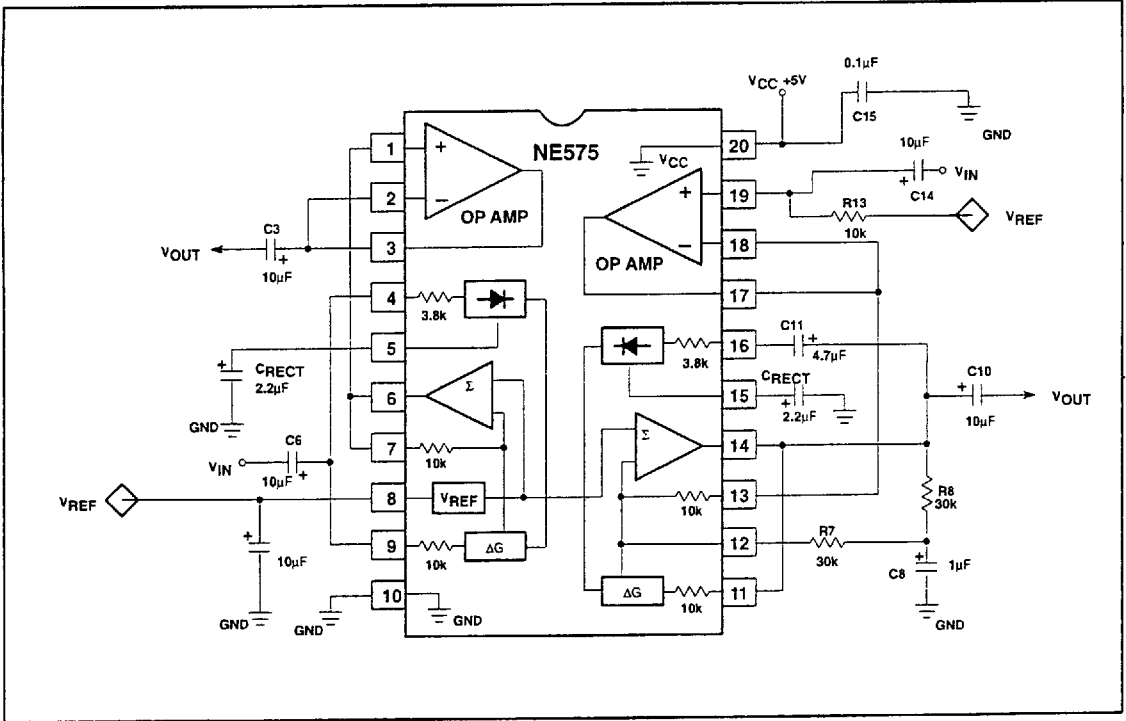 NE575
VCC +5V
0.1µF
C15
GND
20
VCC
1
+
2
−
OP AMP
3
C3
+
VOUT
10µF
10µF
+
C14
VIN
19
+
R13
10k
VREF
18
−
OP AMP
17
4
3.8k
5
+
CRECT
2.2µF
GND
16
3.8k
C11
+
4.7µF
15
CRECT
+
2.2µF
C10
+
10µF
VOUT
6
Σ
7
10k
14
Σ
VIN
C6
10µF
+
VREF
8
VREF
13
10k
R8
30k
+
10µF
GND
9
10k
ΔG
12
R7
30k
+
C8
1µF
GND
10
GND
GND
11
10k
ΔG